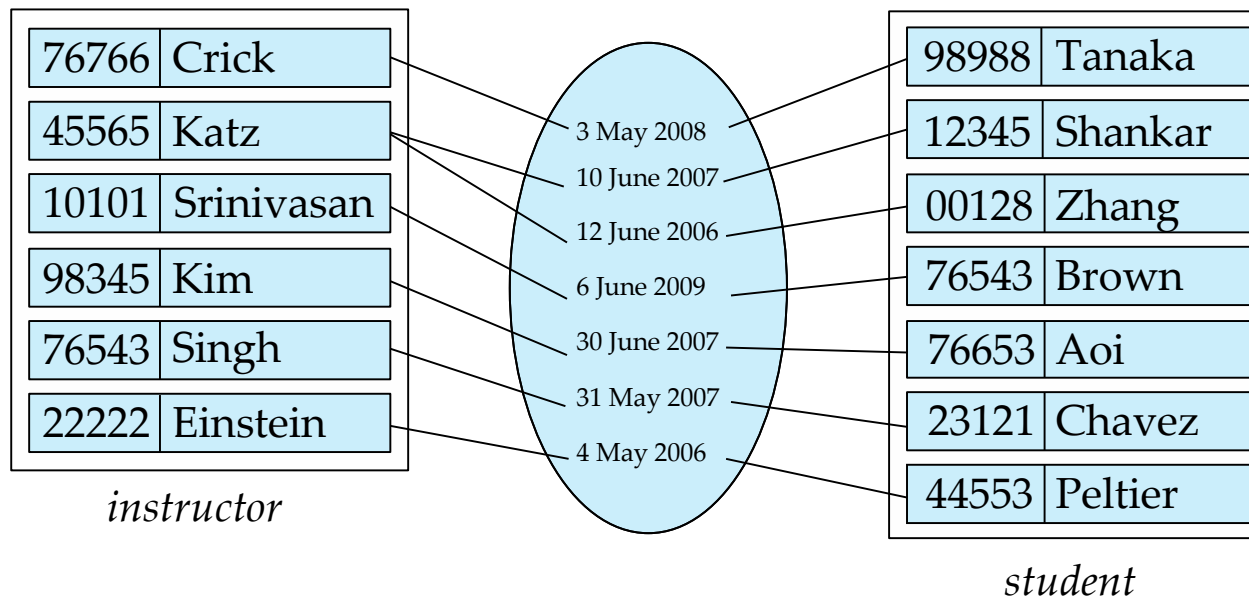 76766 Crick
45565 Katz
10101 Srinivasan
98345 Kim
76543 Singh
22222 Einstein
instructor
3 May 2008
10 June 2007
12 June 2006
6 June 2009
30 June 2007
31 May 2007
4 May 2006
98988 Tanaka
12345 Shankar
00128 Zhang
76543 Brown
76653 Aoi
23121 Chavez
44553 Peltier
student